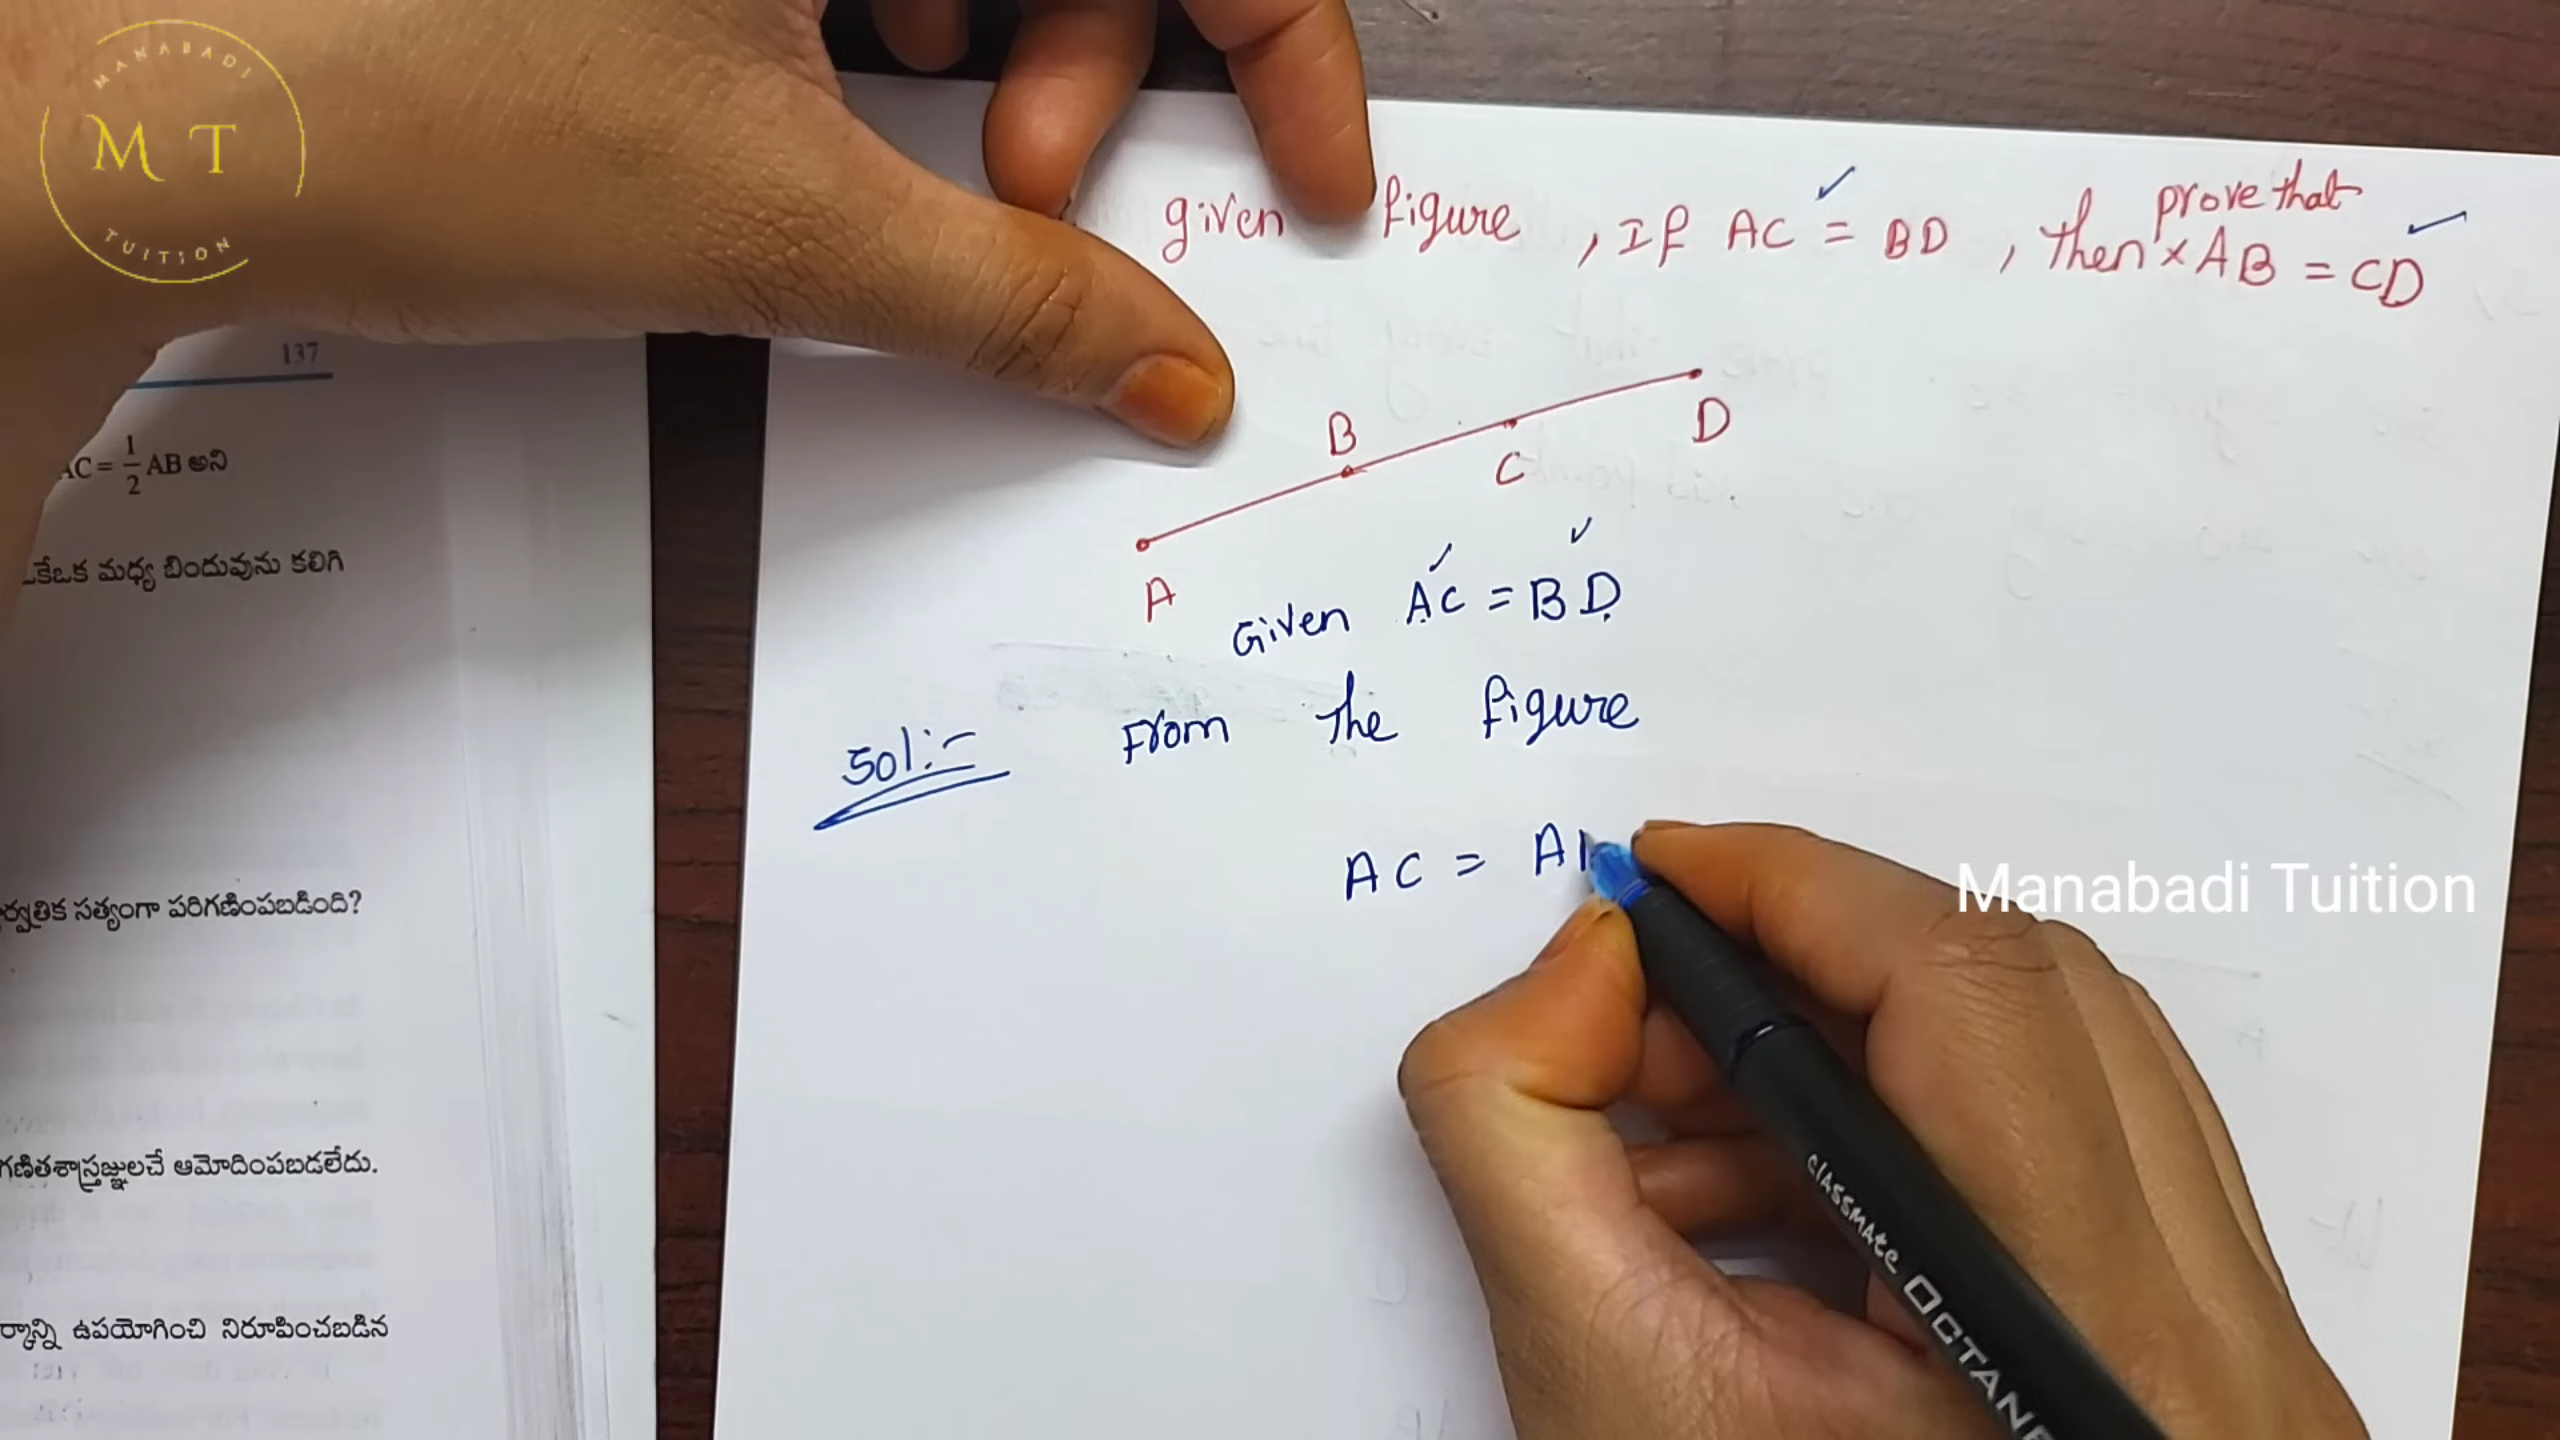 MANABADI
M T
TUITION
given figure , If AC = BD , then × AB = CD
prove that
B
D
C
A
Given AC = BD
Sol:- From the figure
AC = A
137
AC = 1/2 AB అని
మధ్య బిందువును కలిగి
సత్యంగా పరిగణింపబడింది?
గణితశాస్త్రజ్ఞులచే ఆమోదింపబడలేదు.
ఉపయోగించి నిరూపించబడిన
Manabadi Tuition
classmate OCTANE